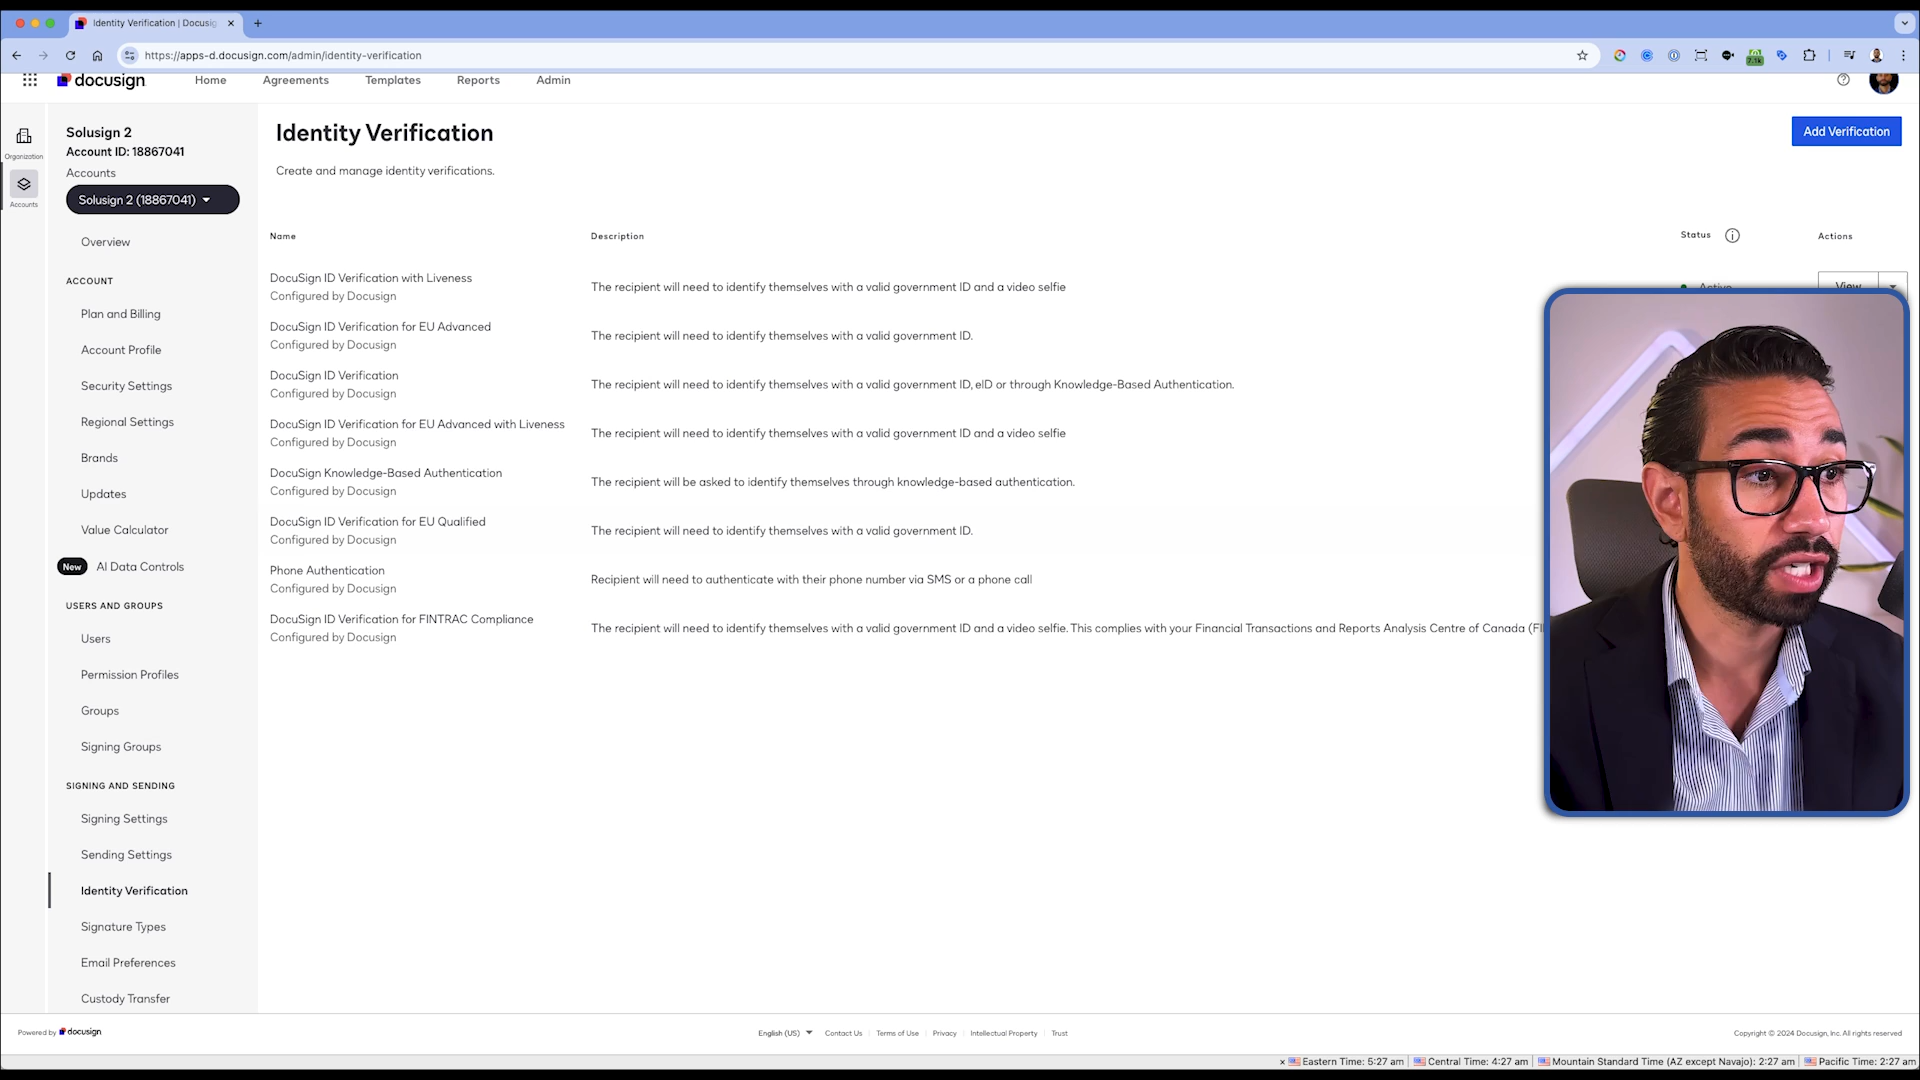 Identity Verification | Docusig
https://apps-d.docusign.com/admin/identity-verification
7.1k
docusign
Home
Agreements
Templates
Reports
Admin
Organization
Accounts
Solusign 2
Account ID: 18867041
Accounts
Solusign 2 (18867041)
Overview
ACCOUNT
Plan and Billing
Account Profile
Security Settings
Regional Settings
Brands
Updates
Value Calculator
New AI Data Controls
USERS AND GROUPS
Users
Permission Profiles
Groups
Signing Groups
SIGNING AND SENDING
Signing Settings
Sending Settings
Identity Verification
Signature Types
Email Preferences
Custody Transfer
Identity Verification
Add Verification
Create and manage identity verifications.
Name Description Status Actions
DocuSign ID Verification with Liveness
Configured by Docusign
The recipient will need to identify themselves with a valid government ID and a video selfie
Active
View
DocuSign ID Verification for EU Advanced
Configured by Docusign
The recipient will need to identify themselves with a valid government ID.
DocuSign ID Verification
Configured by Docusign
The recipient will need to identify themselves with a valid government ID, eID or through Knowledge-Based Authentication.
DocuSign ID Verification for EU Advanced with Liveness
Configured by Docusign
The recipient will need to identify themselves with a valid government ID and a video selfie
DocuSign Knowledge-Based Authentication
Configured by Docusign
The recipient will be asked to identify themselves through knowledge-based authentication.
DocuSign ID Verification for EU Qualified
Configured by Docusign
The recipient will need to identify themselves with a valid government ID.
Phone Authentication
Configured by Docusign
Recipient will need to authenticate with their phone number via SMS or a phone call
DocuSign ID Verification for FINTRAC Compliance
Configured by Docusign
The recipient will need to identify themselves with a valid government ID and a video selfie. This complies with your Financial Transactions and Reports Analysis Centre of Canada (FI
Powered by docusign
English (US) Contact Us Terms of Use Privacy Intellectual Property Trust
Copyright © 2024 Docusign, Inc. All rights reserved
× Eastern Time: 5:27 am Central Time: 4:27 am Mountain Standard Time (AZ except Navajo): 2:27 am Pacific Time: 2:27 am